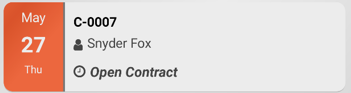 May
27
Thu
C-0007
Snyder Fox
Open Contract